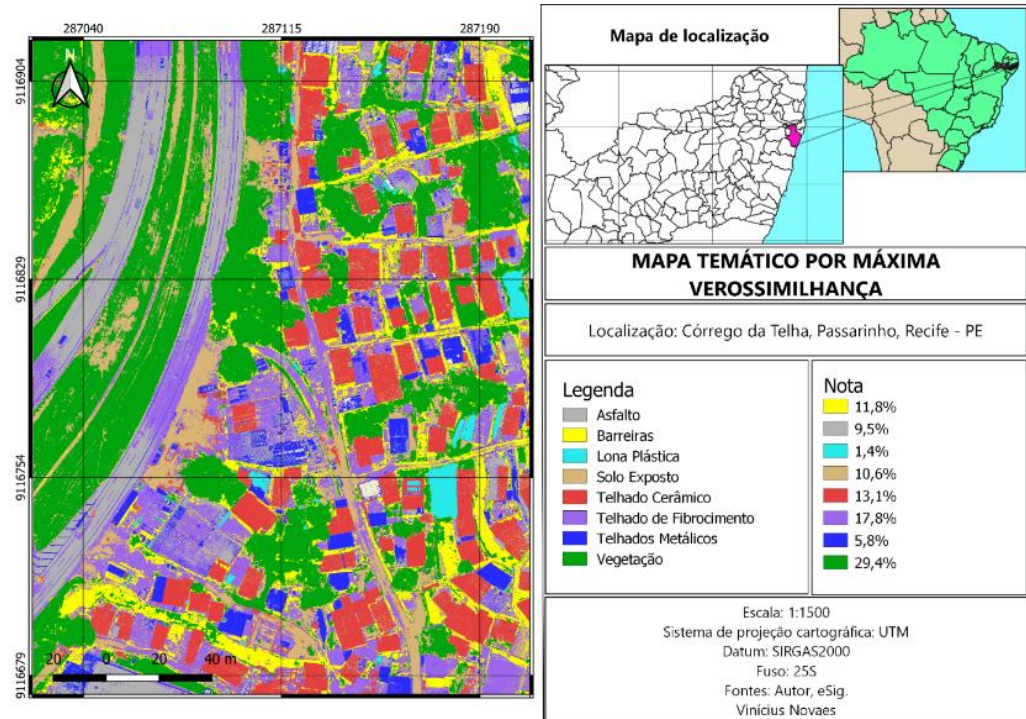 287040
287115
287190
9116904
9116829
9116754
9116679
N
20 0 20 40 m
Mapa de localização
MAPA TEMÁTICO POR MÁXIMA
VEROSSIMILHANÇA
Localização: Córrego da Telha, Passarinho, Recife - PE
Legenda
Asfalto
Barreiras
Lona Plástica
Solo Exposto
Telhado Cerâmico
Telhado de Fibrocimento
Telhados Metálicos
Vegetação
Nota
11,8%
9,5%
1,4%
10,6%
13,1%
17,8%
5,8%
29,4%
Escala: 1:1500
Sistema de projeção cartográfica: UTM
Datum: SIRGAS2000
Fuso: 25S
Fontes: Autor, eSig.
Vinícius Novaes